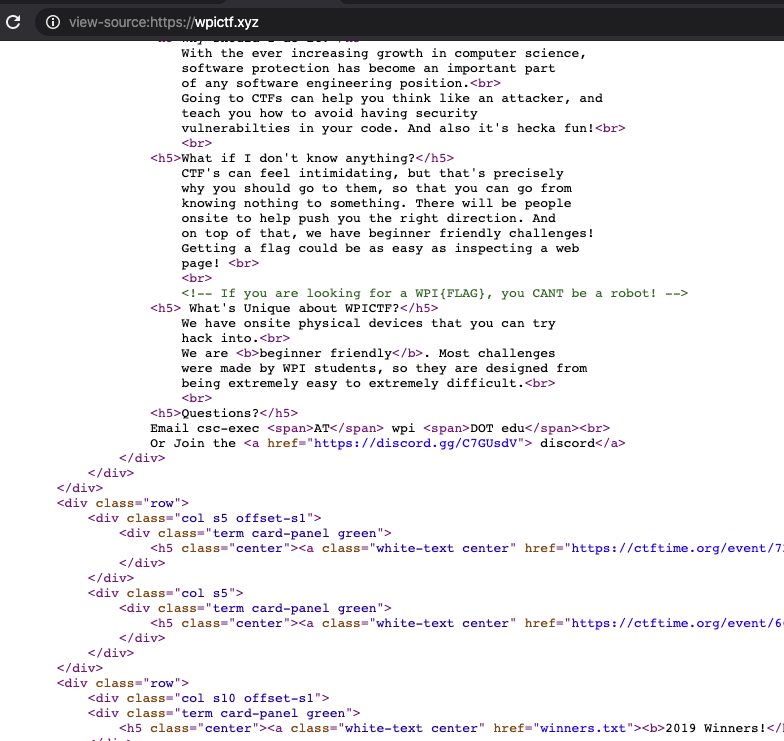 view-source:https://wpictf.xyz
With the ever increasing growth in computer science,
software protection has become an important part
of any software engineering position.<br>
Going to CTFs can help you think like an attacker, and
teach you how to avoid having security
vulnerabilties in your code. And also it's hecka fun!<br>
<br>
<h5>What if I don't know anything?</h5>
CTF's can feel intimidating, but that's precisely
why you should go to them, so that you can go from
knowing nothing to something. There will be people
onsite to help push you the right direction. And
on top of that, we have beginner friendly challenges!
Getting a flag could be as easy as inspecting a web
page! <br>
<br>
<!-- If you are looking for a WPI{FLAG}, you CANT be a robot! -->
<h5> What's Unique about WPICTF?</h5>
We have onsite physical devices that you can try
hack into.<br>
We are <b>beginner friendly</b>. Most challenges
were made by WPI students, so they are designed from
being extremely easy to extremely difficult.<br>
<br>
<h5>Questions?</h5>
Email csc-exec <span>AT</span> wpi <span>DOT edu</span><br>
Or Join the <a href="https://discord.gg/C7GUsdV"> discord</a>
</div>
</div>
</div>
<div class="row">
<div class="col s5 offset-s1">
<div class="term card-panel green">
<h5 class="center"><a class="white-text center" href="https://ctftime.org/event/7
</div>
</div>
<div class="col s5">
<div class="term card-panel green">
<h5 class="center"><a class="white-text center" href="https://ctftime.org/event/6
</div>
</div>
</div>
<div class="row">
<div class="col s10 offset-s1">
<div class="term card-panel green">
<h5 class="center"><a class="white-text center" href="winners.txt"><b>2019 Winners!</